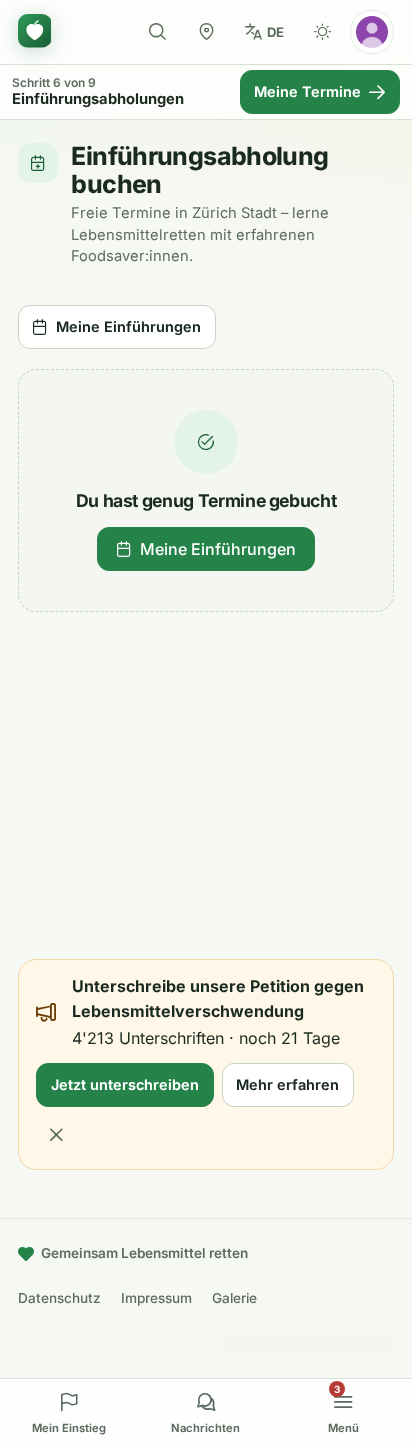 DE
Schritt 6 von 9
Einführungsabholungen
Meine Termine
Einführungsabholung
buchen
Freie Termine in Zürich Stadt – lerne
Lebensmittelretten mit erfahrenen
Foodsaver:innen.
Meine Einführungen
Du hast genug Termine gebucht
Meine Einführungen
Unterschreibe unsere Petition gegen
Lebensmittelverschwendung
4'213 Unterschriften · noch 21 Tage
Jetzt unterschreiben
Mehr erfahren
Gemeinsam Lebensmittel retten
Datenschutz
Impressum
Galerie
3
Mein Einstieg
Nachrichten
Menü